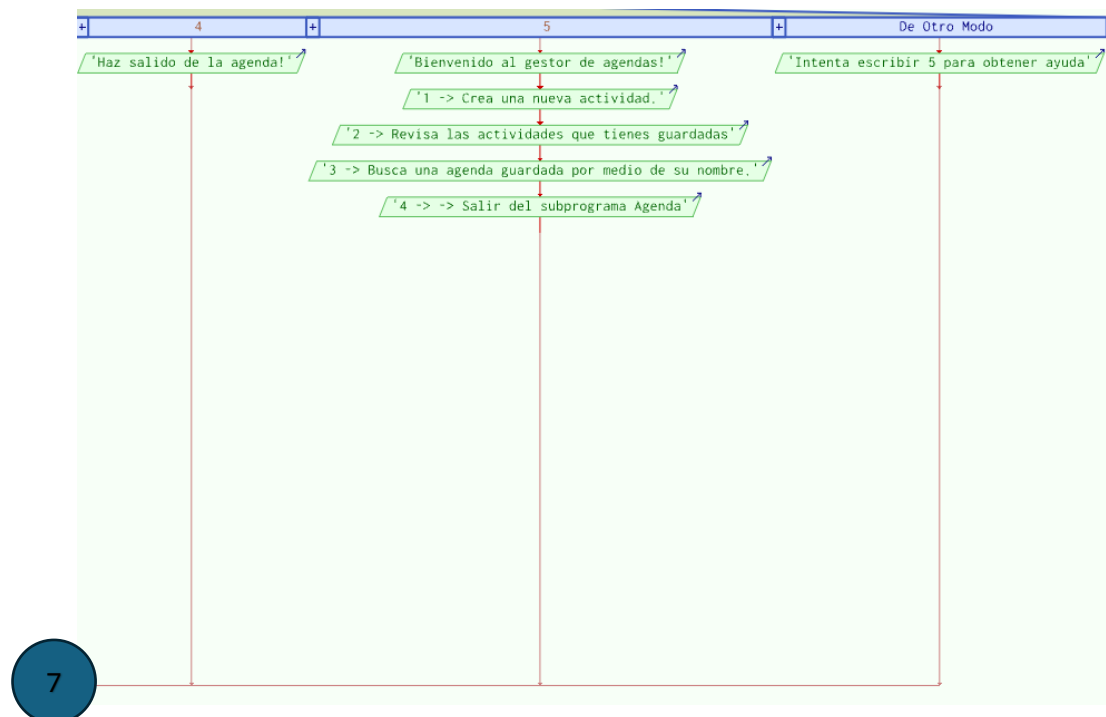 + 4 + 5 + De Otro Modo
'Haz salido de la agenda!' 'Bienvenido al gestor de agendas!' 'Intenta escribir 5 para obtener ayuda'
'1 -> Crea una nueva actividad.'
'2 -> Revisa las actividades que tienes guardadas'
'3 -> Busca una agenda guardada por medio de su nombre.'
'4 -> -> Salir del subprograma Agenda'
7